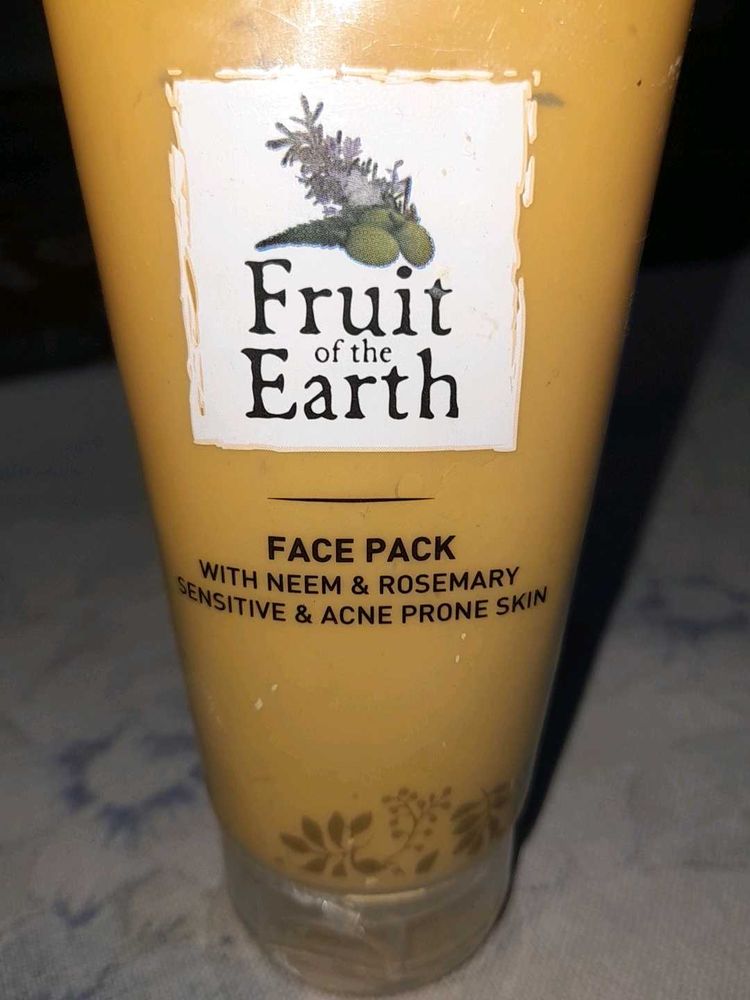 Fruit
of the
Earth
FACE PACK
WITH NEEM & ROSEMARY
SENSITIVE & ACNE PRONE SKIN